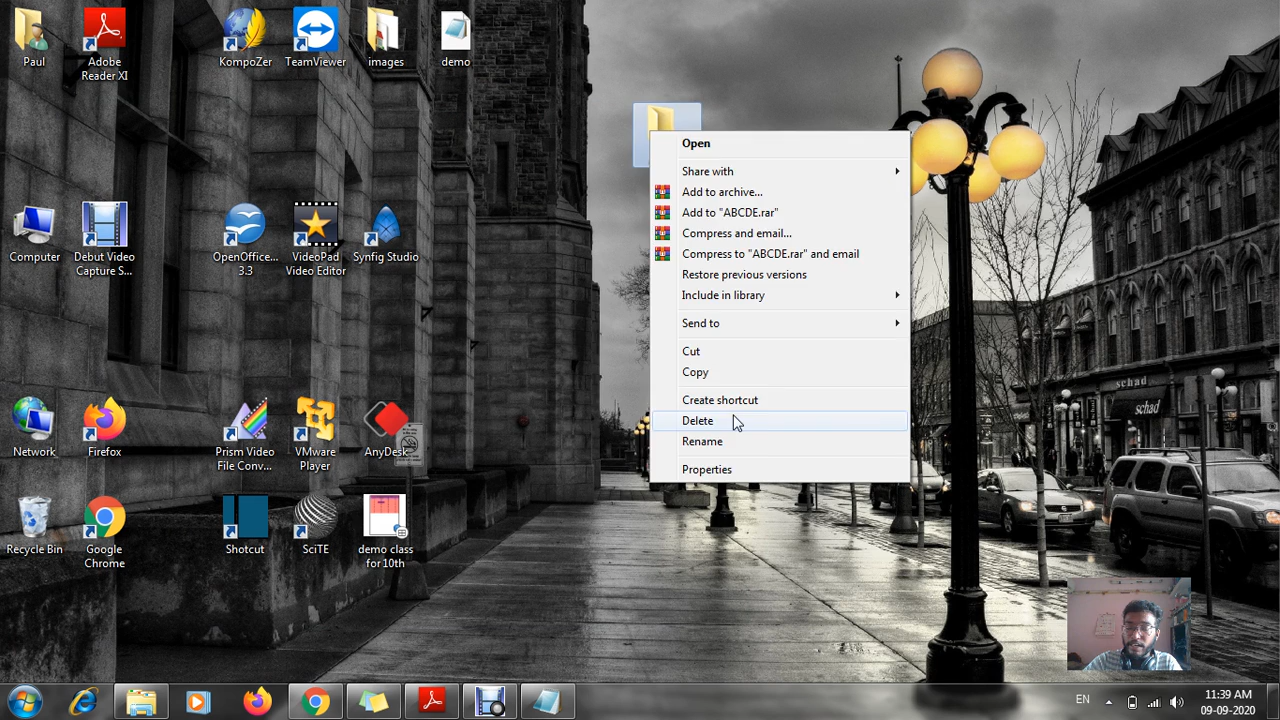 Paul
Adobe
Reader XI
KompoZer
TeamViewer
images
demo
Computer
Debut Video
Capture S...
OpenOffice...
3.3
VideoPad
Video Editor
Synfig Studio
Network
Firefox
Prism Video
File Conv...
VMware
Player
AnyDesk
Recycle Bin
Google
Chrome
Shotcut
SciTE
demo class
for10th
Open
Share with
Add to archive...
Add to "ABCDE.rar"
Compress and email...
Compress to "ABCDE.rar" and email
Restore previous versions
Include in library
Send to
Cut
Copy
Create shortcut
Delete
Rename
Properties
schad
schad
EN
11:39 AM
09-09-2020